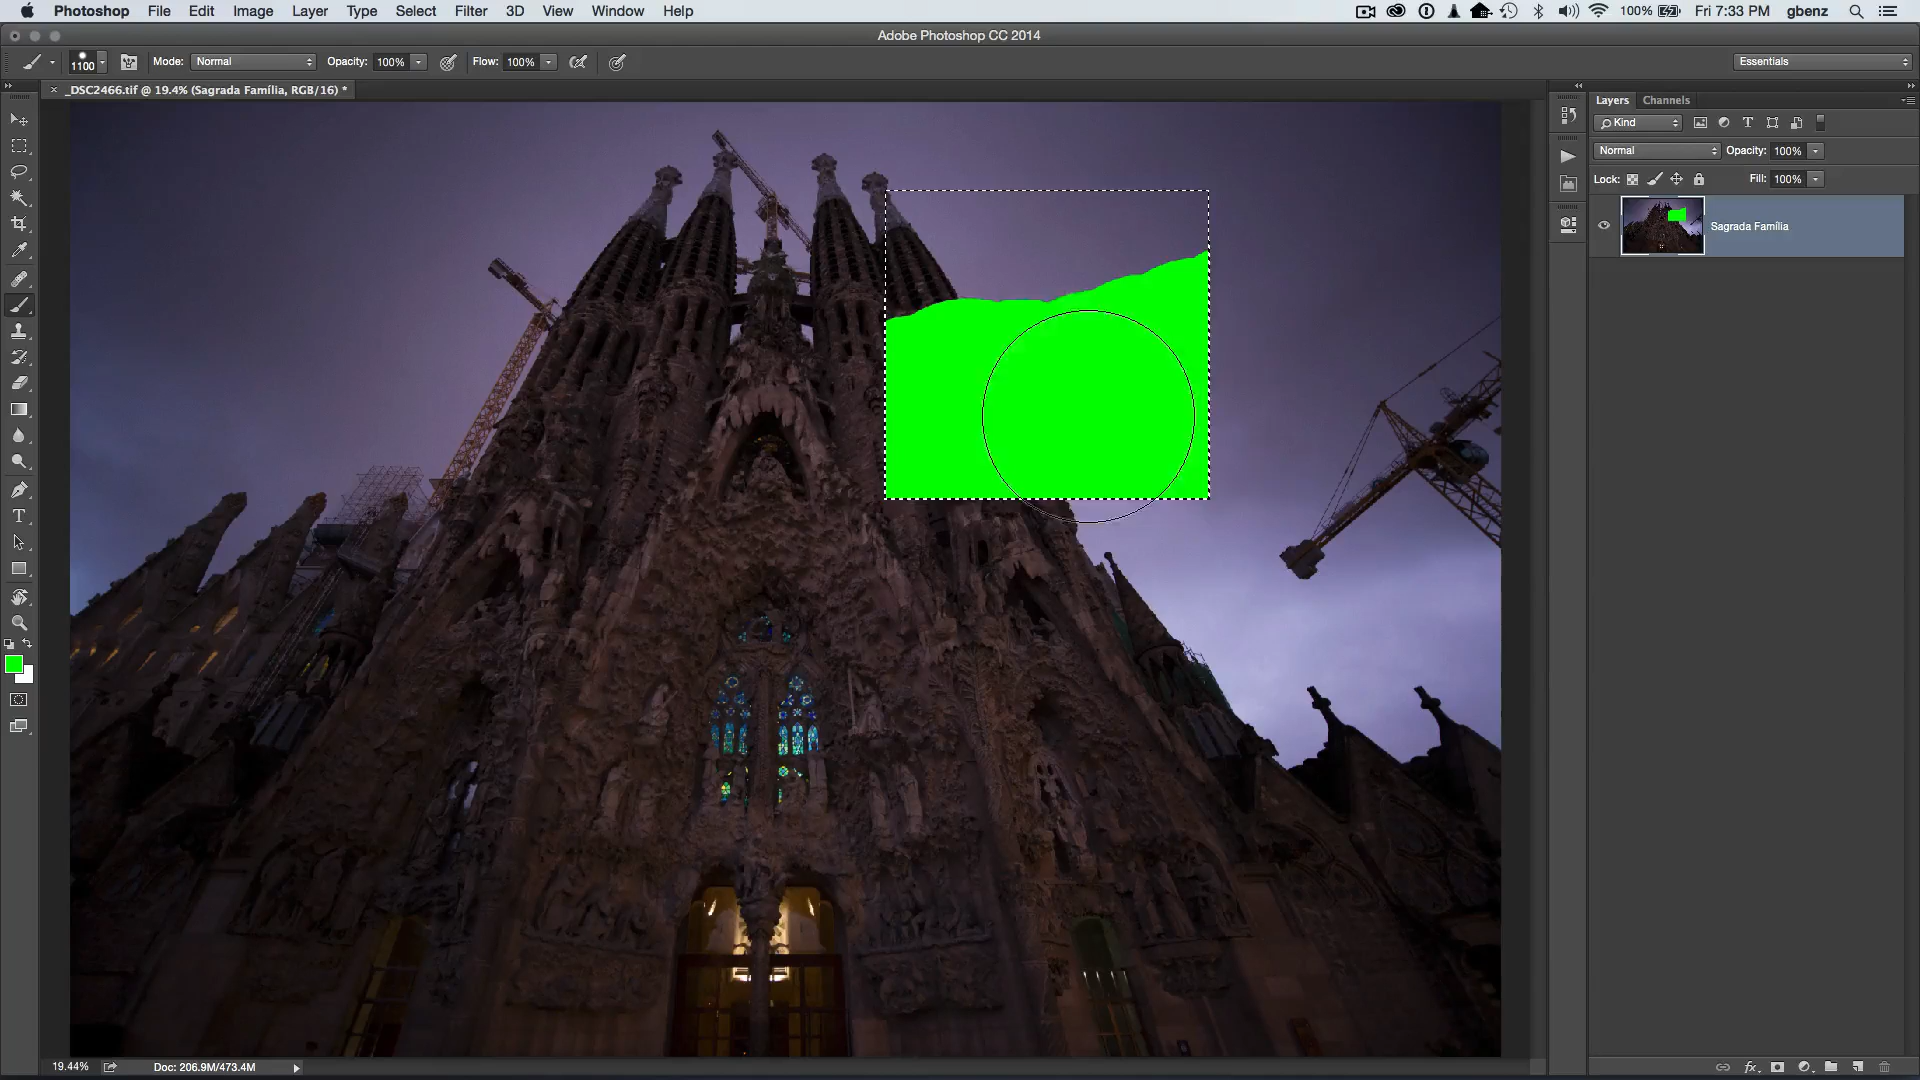 Photoshop File Edit Image Layer Type Select Filter 3D View Window Help 100% Fri 7:33 PM gbenz
Adobe Photoshop CC 2014
1100 Mode: Normal Opacity: 100% Flow: 100% Essentials
× _DSC2466.tif @ 19.4% (Sagrada Família, RGB/16) *
Layers Channels
Kind
Normal Opacity: 100%
Lock: Fill: 100%
Sagrada Família
19.44% Doc: 206.9M/473.4M